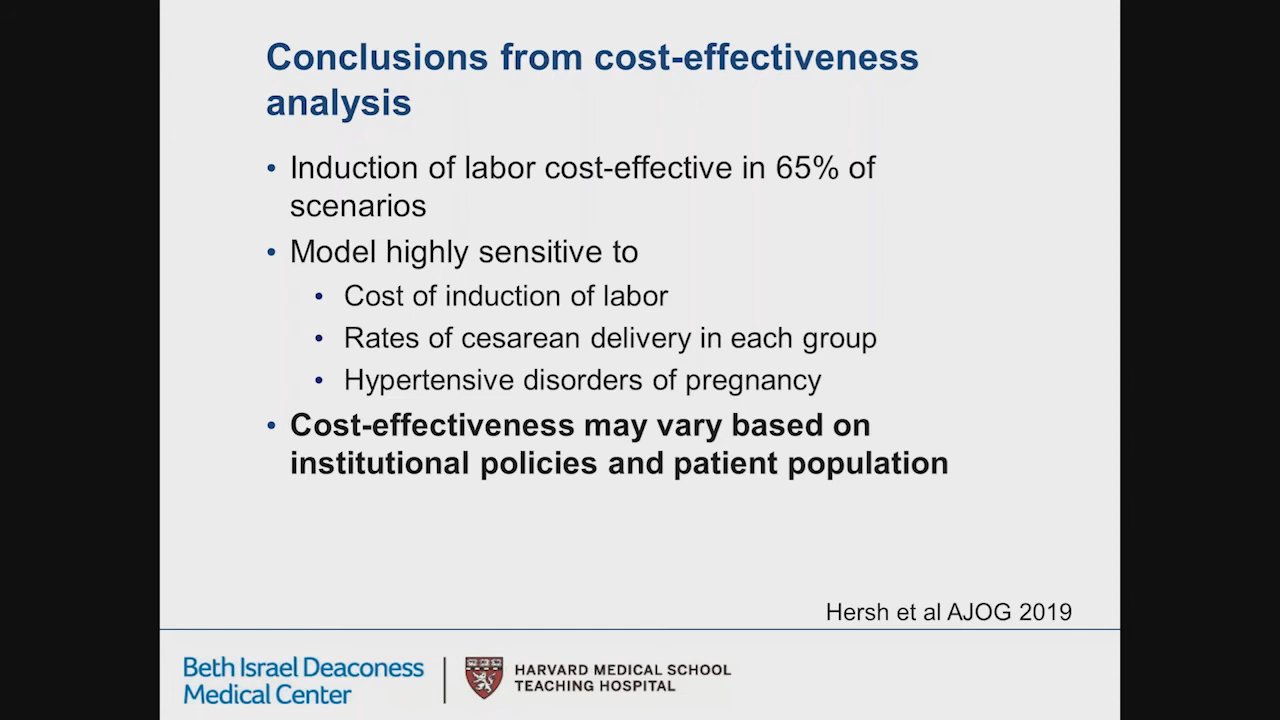 Conclusions from cost-effectiveness
analysis
• Induction of labor cost-effective in 65% of
scenarios
• Model highly sensitive to
• Cost of induction of labor
• Rates of cesarean delivery in each group
• Hypertensive disorders of pregnancy
• Cost-effectiveness may vary based on
institutional policies and patient population
Hersh et al AJOG 2019
Beth Israel Deaconess
Medical Center
HARVARD MEDICAL SCHOOL
TEACHING HOSPITAL